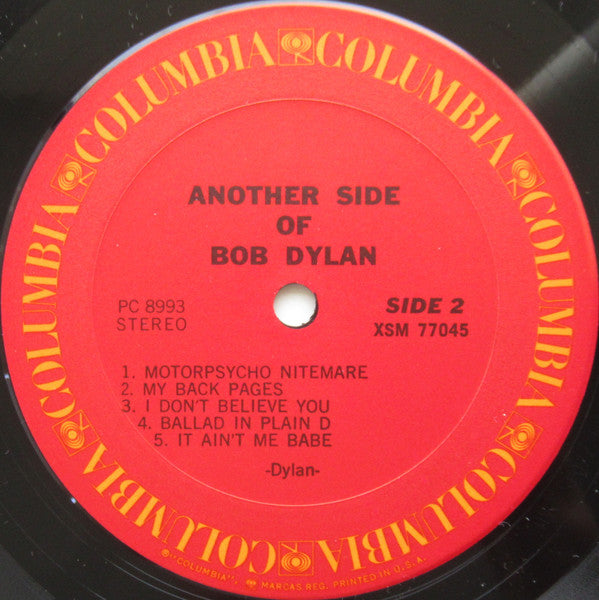 COLUMBIA COLUMBIA COLUMBIA COLUMBIA COLUMBIA COLUMBIA
ANOTHER SIDE
OF
BOB DYLAN
PC 8993
STEREO
SIDE 2
XSM 77045
1. MOTORPSYCHO NITEMARE
2. MY BACK PAGES
3. I DON'T BELIEVE YOU
4. BALLAD IN PLAIN D
5. IT AIN'T ME BABE
-Dylan-
® "COLUMBIA", MARCAS REG. PRINTED IN U.S.A.